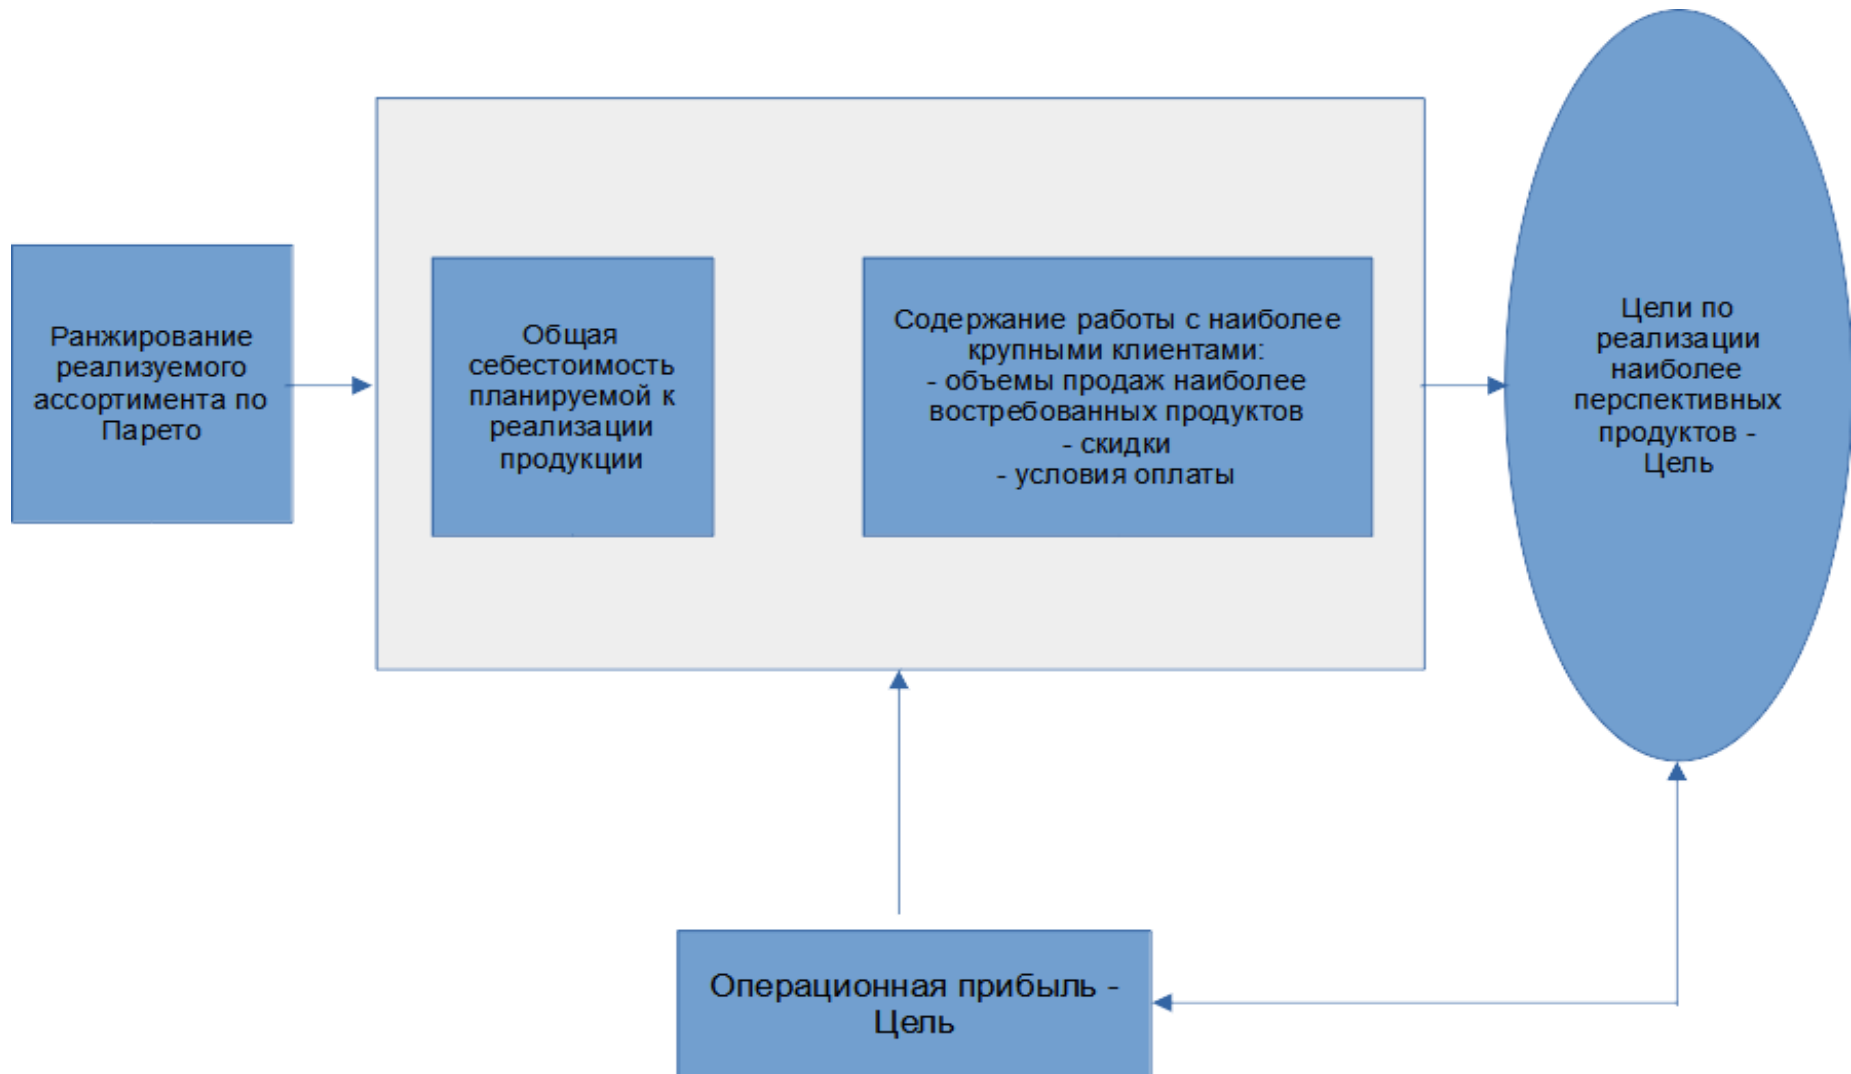 Ранжирование
реализуемого
ассортимента по
Парето
Общая
себестоимость
планируемой к
реализации
продукции
Содержание работы с наиболее
крупными клиентами:
- объемы продаж наиболее
востребованных продуктов
- скидки
- условия оплаты
Цели по
реализации
наиболее
перспективных
продуктов -
Цель
Операционная прибыль -
Цель